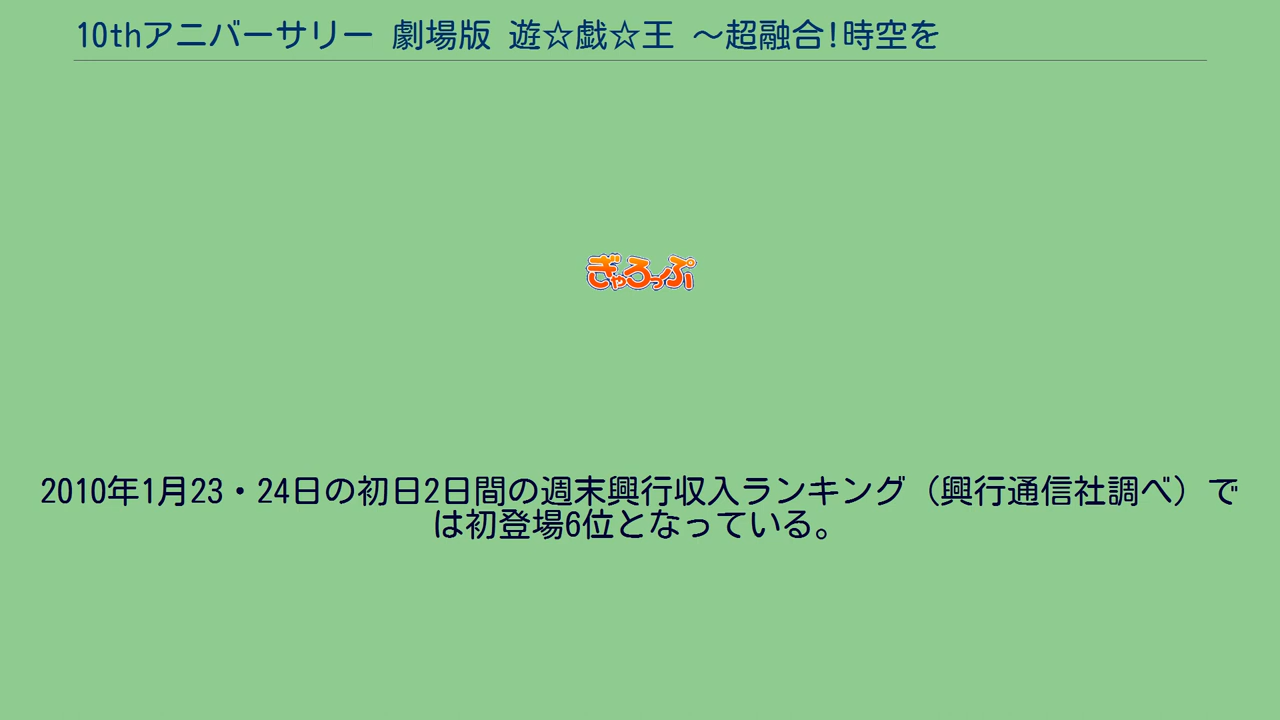 10thアニバーサリー 劇場版 遊☆戯☆王 ～超融合!時空を
ぎゃろっぷ
2010年1月23・24日の初日2日間の週末興行収入ランキング（興行通信社調べ）で
は初登場6位となっている。